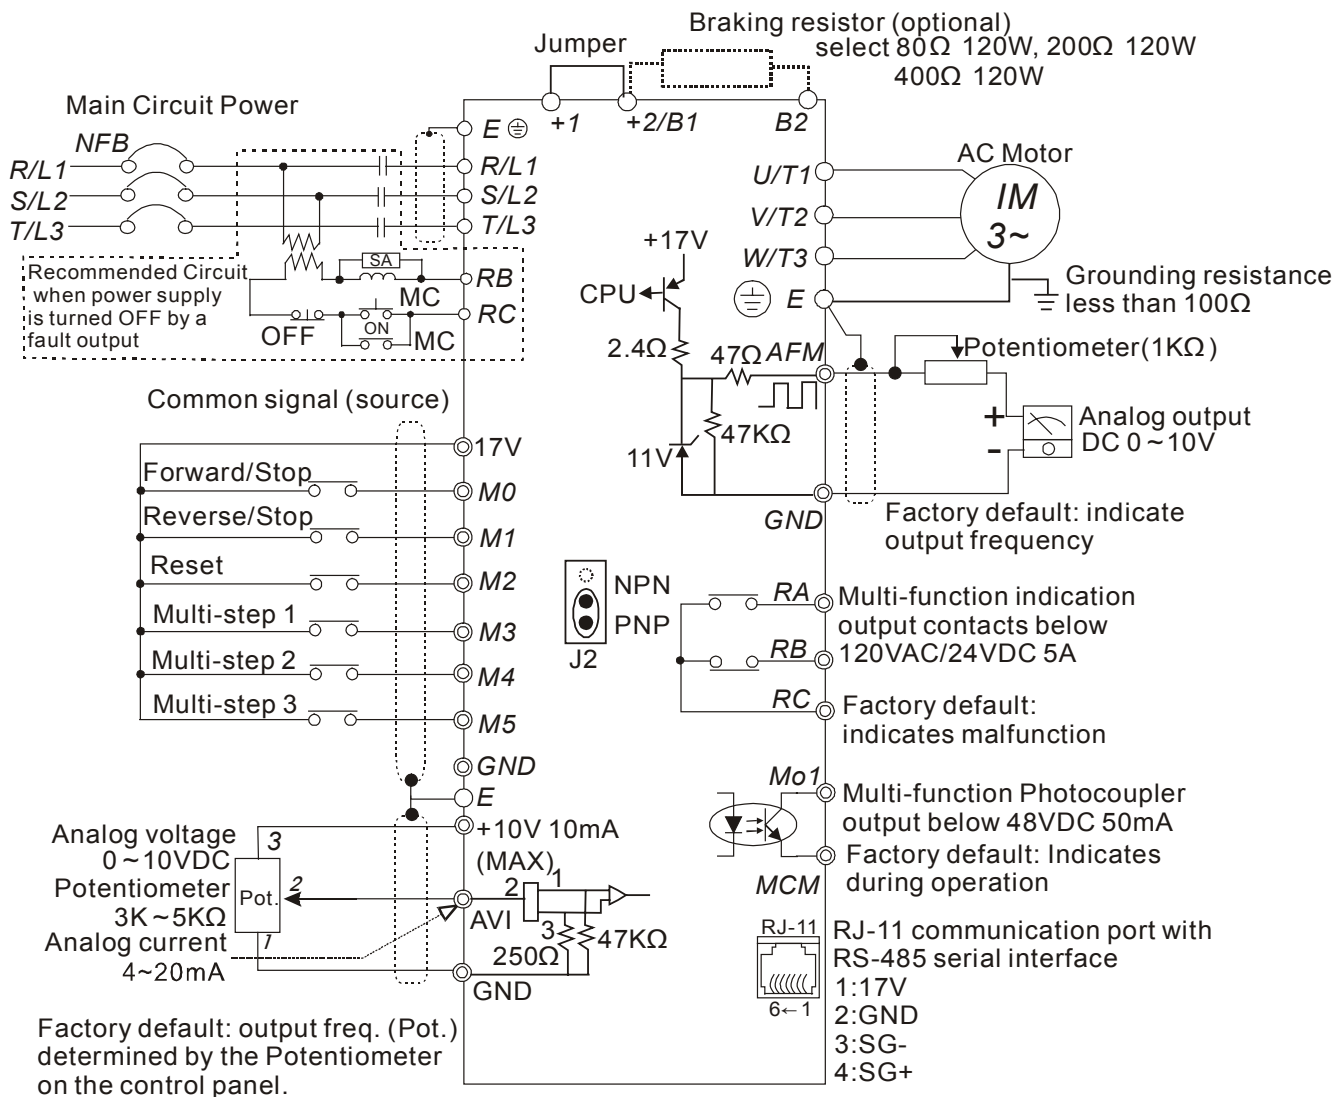 Braking resistor (optional)
select 80Ω 120W, 200Ω 120W
400Ω 120W
Jumper
Main Circuit Power
+1
+2/B1
B2
NFB
E
R/L1
R/L1
S/L2
S/L2
T/L3
T/L3
U/T1
V/T2
W/T3
E
AC Motor
IM
3~
Grounding resistance
less than 100Ω
Recommended Circuit
when power supply
is turned OFF by a
fault output
SA
MC
RB
RC
OFF
ON
MC
+17V
CPU
2.4Ω
47Ω
AFM
47KΩ
11V
GND
Potentiometer(1KΩ)
+
-
Analog output
DC 0~10V
Factory default: indicate
output frequency
Common signal (source)
17V
Forward/Stop
M0
Reverse/Stop
M1
Reset
M2
Multi-step 1
M3
Multi-step 2
M4
Multi-step 3
M5
GND
E
NPN
PNP
J2
RA
RB
RC
Multi-function indication
output contacts below
120VAC/24VDC 5A
Factory default:
indicates malfunction
Mo1
MCM
Multi-function Photocoupler
output below 48VDC 50mA
Factory default: Indicates
during operation
Analog voltage
0~10VDC
Potentiometer
3K~5KΩ
Analog current
4~20mA
3
Pot.
2
1
+10V 10mA
(MAX)
1
2
AVI
3
250Ω
47KΩ
GND
RJ-11
6←1
RJ-11 communication port with
RS-485 serial interface
1:17V
2:GND
3:SG-
4:SG+
Factory default: output freq. (Pot.)
determined by the Potentiometer
on the control panel.